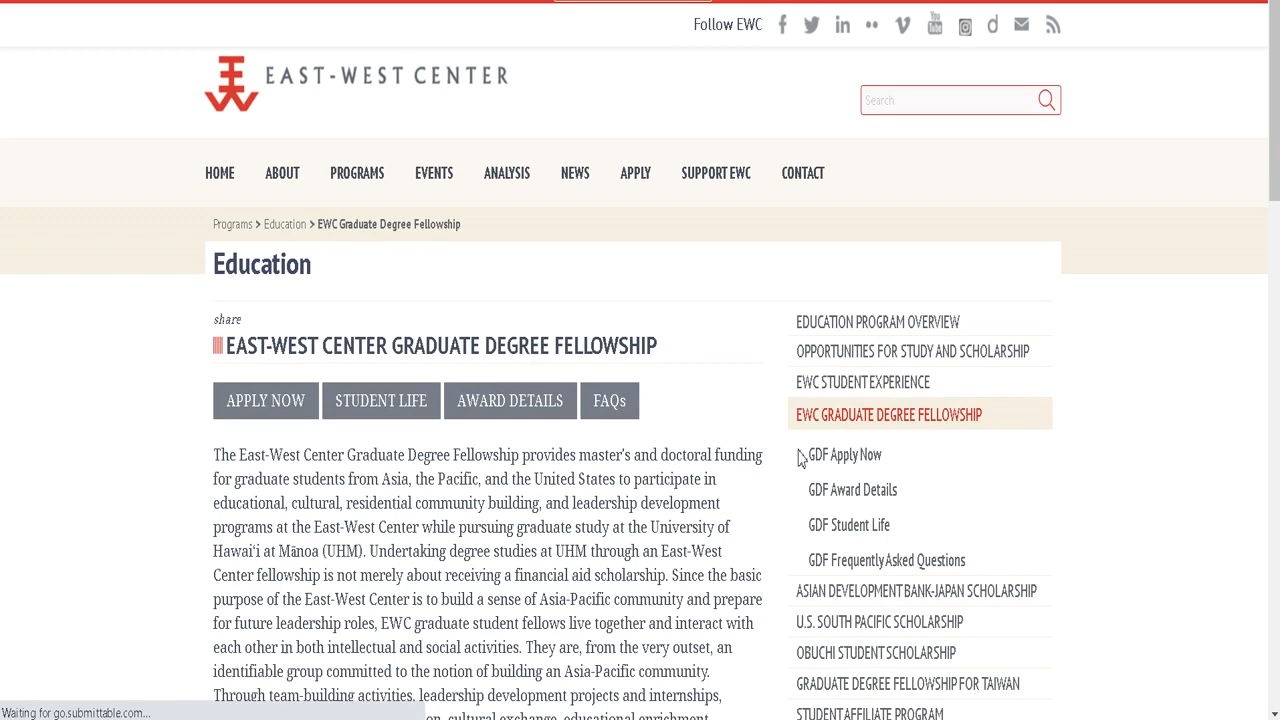 Follow EWC
You Tube
EAST-WEST CENTER
Search
HOME ABOUT PROGRAMS EVENTS ANALYSIS NEWS APPLY SUPPORT EWC CONTACT
Programs > Education > EWC Graduate Degree Fellowship
Education
share
EAST-WEST CENTER GRADUATE DEGREE FELLOWSHIP
APPLY NOW STUDENT LIFE AWARD DETAILS FAQs
The East-West Center Graduate Degree Fellowship provides master's and doctoral funding
for graduate students from Asia, the Pacific, and the United States to participate in
educational, cultural, residential community building, and leadership development
programs at the East-West Center while pursuing graduate study at the University of
Hawai‘i at Mānoa (UHM). Undertaking degree studies at UHM through an East-West
Center fellowship is not merely about receiving a financial aid scholarship. Since the basic
purpose of the East-West Center is to build a sense of Asia-Pacific community and prepare
for future leadership roles, EWC graduate student fellows live together and interact with
each other in both intellectual and social activities. They are, from the very outset, an
identifiable group committed to the notion of building an Asia-Pacific community.
Through team-building activities, leadership development projects and internships,
cultural exchange, educational enrichment
EDUCATION PROGRAM OVERVIEW
OPPORTUNITIES FOR STUDY AND SCHOLARSHIP
EWC STUDENT EXPERIENCE
EWC GRADUATE DEGREE FELLOWSHIP
GDF Apply Now
GDF Award Details
GDF Student Life
GDF Frequently Asked Questions
ASIAN DEVELOPMENT BANK-JAPAN SCHOLARSHIP
U.S. SOUTH PACIFIC SCHOLARSHIP
OBUCHI STUDENT SCHOLARSHIP
GRADUATE DEGREE FELLOWSHIP FOR TAIWAN
STUDENT AFFILIATE PROGRAM
Waiting for go.submittable.com...